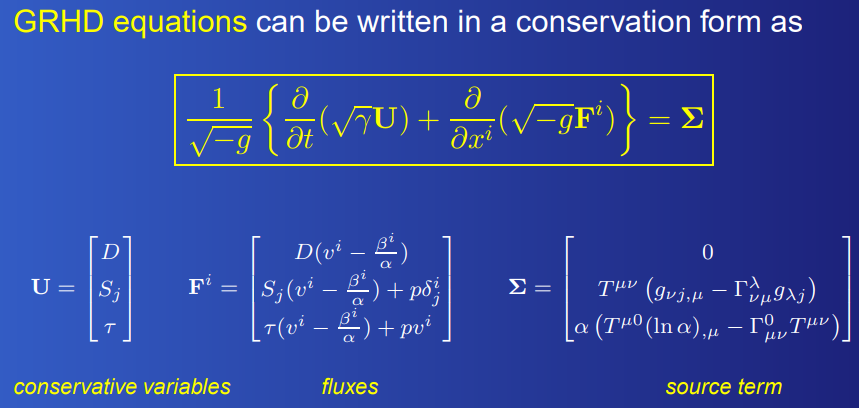 GRHD equations can be written in a conservation form as
$$\frac{1}{\sqrt{-g}}\left\{\frac{\partial}{\partial t}(\sqrt{\gamma}\mathbf{U})+\frac{\partial}{\partial x^i}(\sqrt{-g}\mathbf{F}^i)\right\}=\mathbf{\Sigma}$$
$$\mathbf{U}=\begin{bmatrix}D\\S_j\\\tau\end{bmatrix}\quad\mathbf{F}^i=\begin{bmatrix}D(v^i-\frac{\beta^i}{\alpha})\\S_j(v^i-\frac{\beta^i}{\alpha})+p\delta^i_j\\\tau(v^i-\frac{\beta^i}{\alpha})+pv^i\end{bmatrix}\quad\mathbf{\Sigma}=\begin{bmatrix}0\\T^{\mu\nu}\left(g_{\nu j,\mu}-\Gamma^\lambda_{\nu\mu}g_{\lambda j}\right)\\\alpha\left(T^{\mu 0}(\ln\alpha)_{,\mu}-\Gamma^0_{\mu\nu}T^{\mu\nu}\right)\end{bmatrix}$$
conservative variables fluxes source term